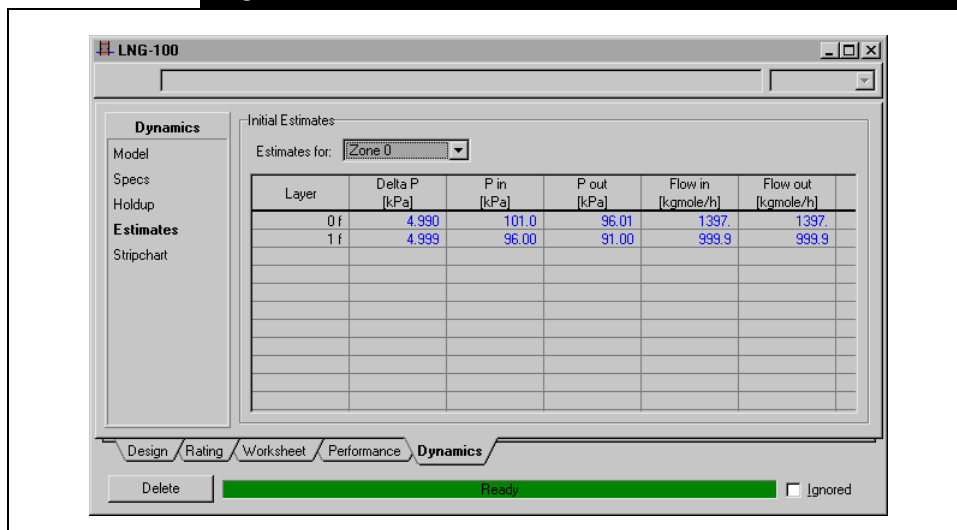 LNG-100
Dynamics
Model
Specs
Holdup
Estimates
Stripchart
Initial Estimates
Estimates for: Zone 0
Layer Delta P [kPa] P in [kPa] P out [kPa] Flow in [kgmole/h] Flow out [kgmole/h]
0 f 4.990 101.0 96.01 1397. 1397.
1 f 4.999 96.00 91.00 999.9 999.9
Design Rating Worksheet Performance Dynamics
Delete Ready Ignored